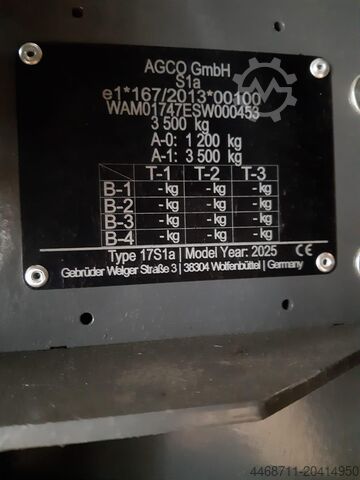 AGCO GmbH
S1a
e1*167/2013*00100
WAM01747ESW000453
3 500 kg
A-0: 1 200 kg
A-1: 3 500 kg
T-1 T-2 T-3
B-1 -kg -kg -kg
B-2 -kg -kg -kg
B-3 -kg -kg -kg
B-4 -kg -kg -kg
Type 17S1a | Model Year: 2025 CE
Gebrüder Welger Straße 3 | 38304 Wolfenbüttel | Germany
4468711-20414950